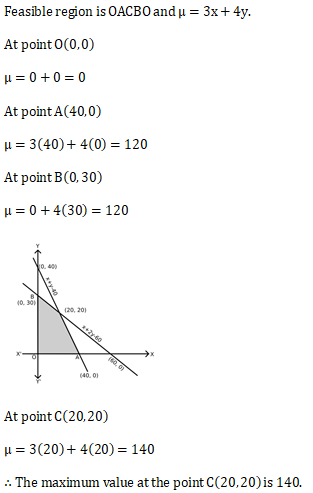 Feasible region is OACBO and μ = 3x + 4y.
At point O(0,0)
μ = 0 + 0 = 0
At point A(40,0)
μ = 3(40) + 4(0) = 120
At point B(0,30)
μ = 0 + 4(30) = 120
Y
(0, 40)
x+y=40
B
(0, 30)
(20, 20)
x+2y=60
X'
O
A
X
(40, 0)
(60, 0)
Y'
At point C(20,20)
μ = 3(20) + 4(20) = 140
∴ The maximum value at the point C(20,20) is 140.